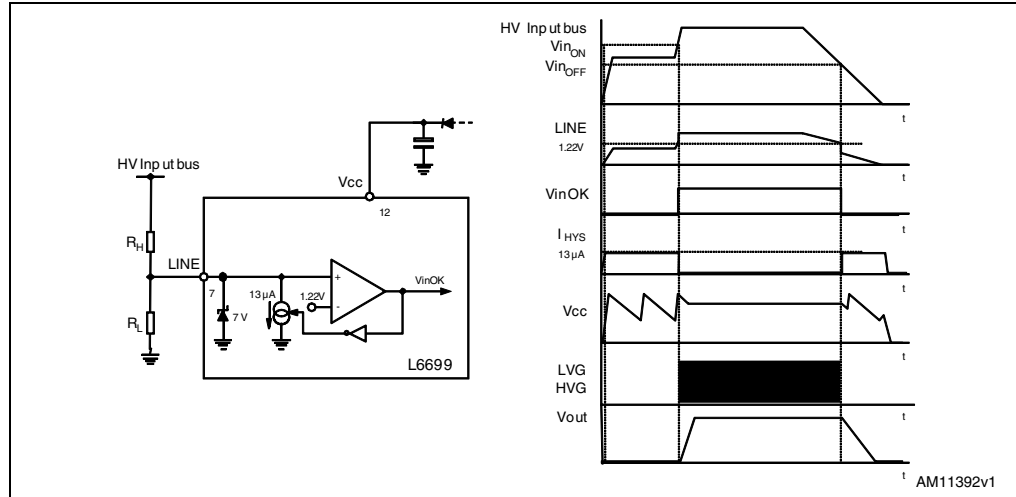 HV Input bus
RH
RL
LINE
7
7 V
13µA
1.22V
VinOK
Vcc
12
L6699
HV Input bus
VinON
VinOFF
t
LINE
1.22V
t
VinOK
t
IHYS
13µA
t
Vcc
t
LVG
HVG
t
Vout
t
AM11392v1